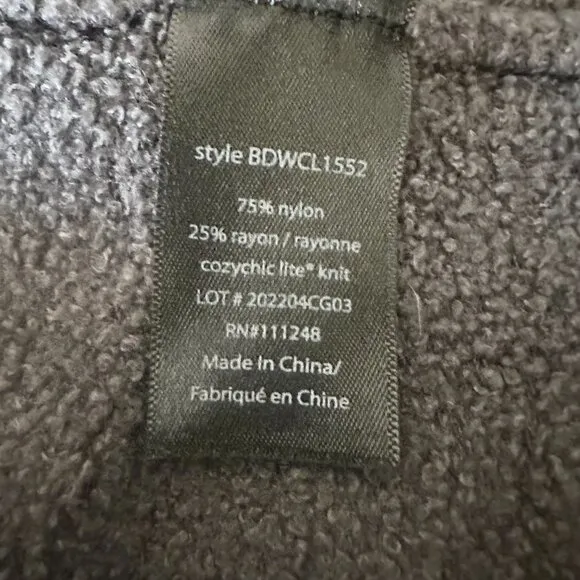 style BDWCL1552
75% nylon
25% rayon / rayonne
cozychic lite® knit
LOT # 202204CG03
RN#111248
Made In China/
Fabriqué en Chine